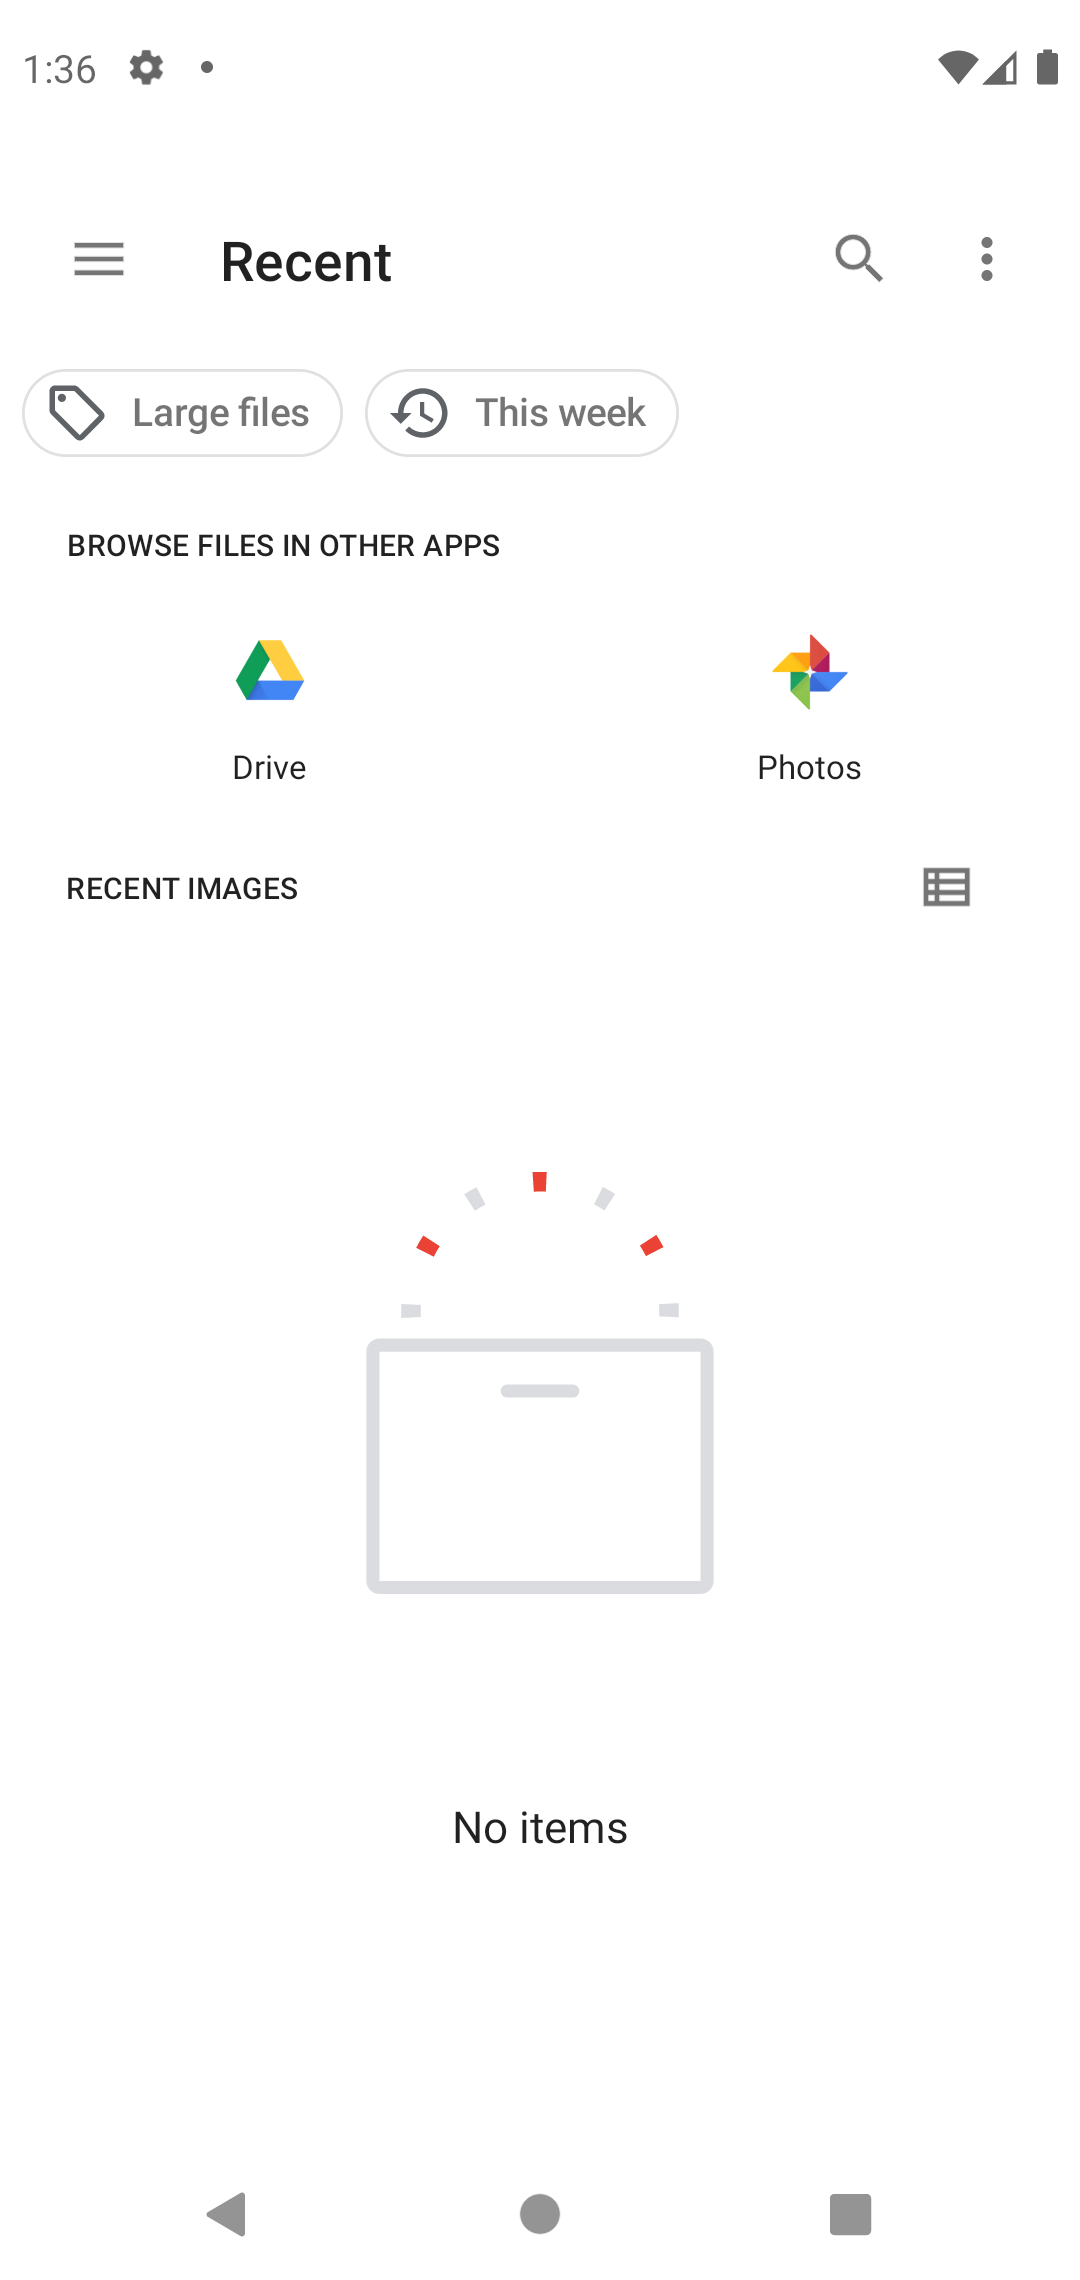 1:36
Recent
Large files
This week
BROWSE FILES IN OTHER APPS
Drive
Photos
RECENT IMAGES
No items